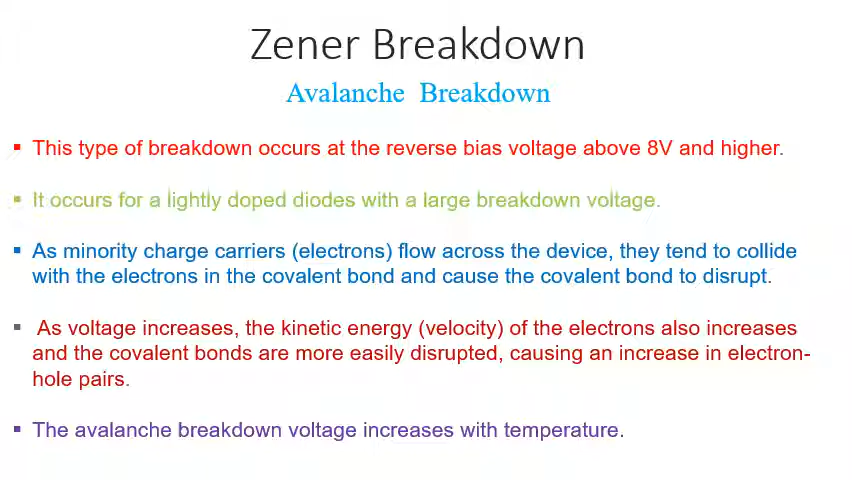 Zener Breakdown
Avalanche Breakdown
▪ This type of breakdown occurs at the reverse bias voltage above 8V and higher.
▪ It occurs for a lightly doped diodes with a large breakdown voltage.
▪ As minority charge carriers (electrons) flow across the device, they tend to collide
with the electrons in the covalent bond and cause the covalent bond to disrupt.
▪ As voltage increases, the kinetic energy (velocity) of the electrons also increases
and the covalent bonds are more easily disrupted, causing an increase in electron-
hole pairs.
▪ The avalanche breakdown voltage increases with temperature.